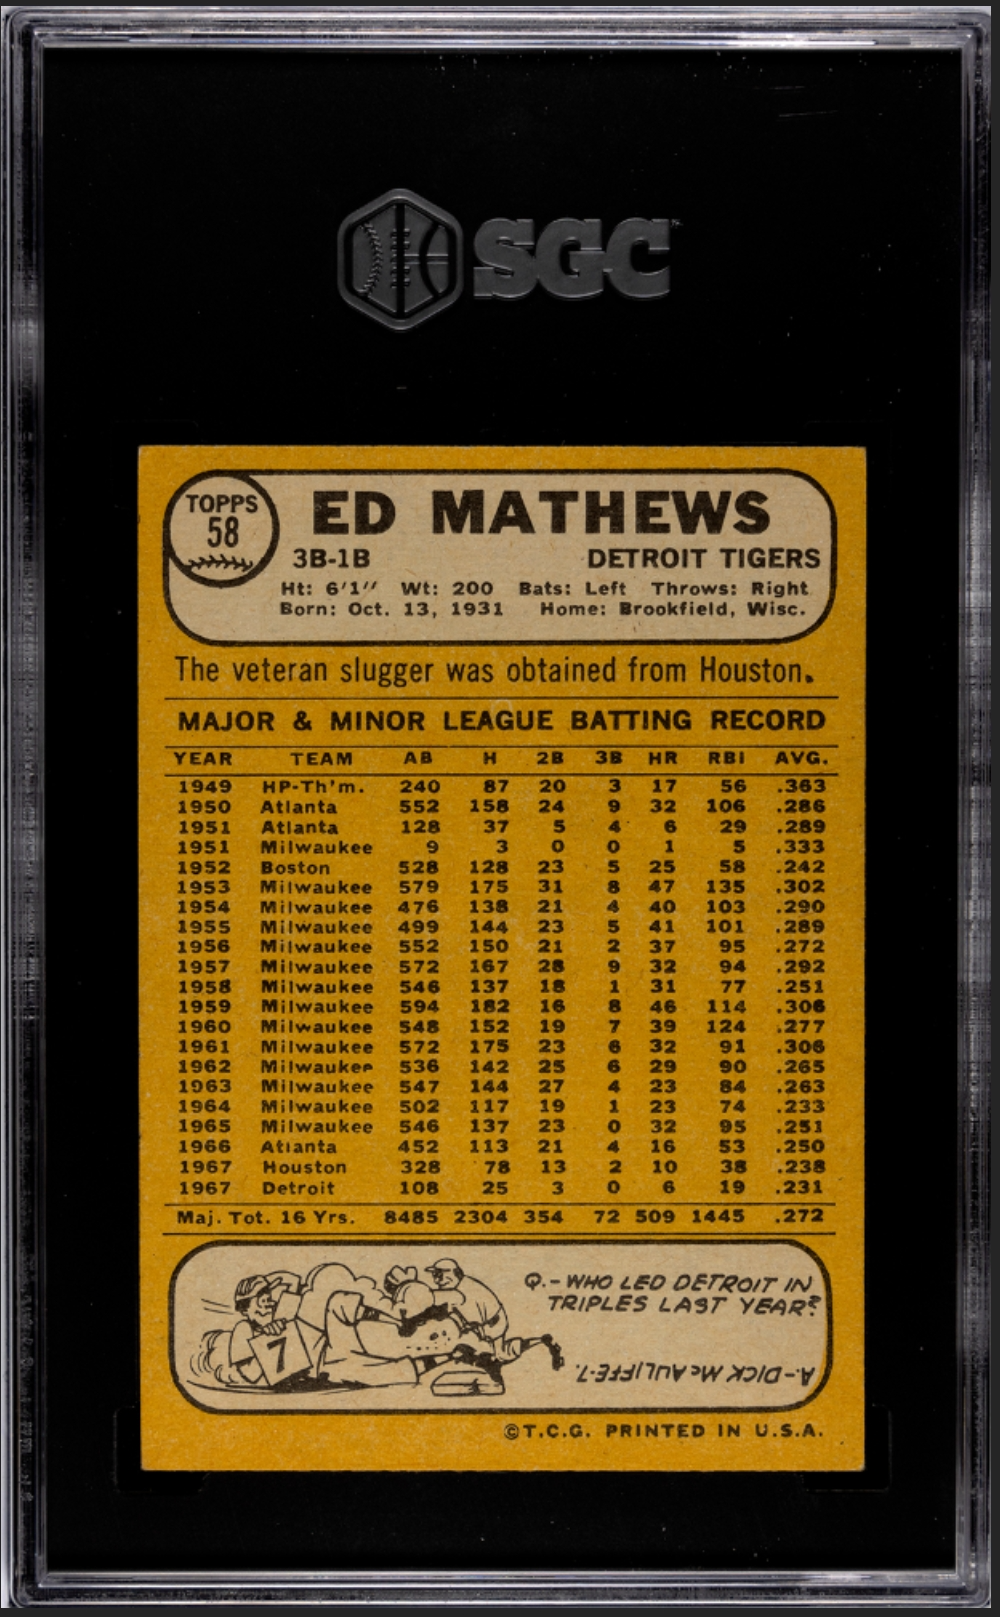 SGC
TOPPS
58
ED MATHEWS
3B-1B DETROIT TIGERS
Ht: 6'1" Wt: 200 Bats: Left Throws: Right
Born: Oct. 13, 1931 Home: Brookfield, Wisc.
The veteran slugger was obtained from Houston.
MAJOR & MINOR LEAGUE BATTING RECORD
YEAR TEAM AB H 2B 3B HR RBI AVG.
1949 HP-Th'm. 240 87 20 3 17 56 .363
1950 Atlanta 552 158 24 9 32 106 .286
1951 Atlanta 128 37 5 4 6 29 .289
1951 Milwaukee 9 3 0 0 1 5 .333
1952 Boston 528 128 23 5 25 58 .242
1953 Milwaukee 579 175 31 8 47 135 .302
1954 Milwaukee 476 138 21 4 40 103 .290
1955 Milwaukee 499 144 23 5 41 101 .289
1956 Milwaukee 552 150 21 2 37 95 .272
1957 Milwaukee 572 167 28 9 32 94 .292
1958 Milwaukee 546 137 18 1 31 77 .251
1959 Milwaukee 594 182 16 8 46 114 .306
1960 Milwaukee 548 152 19 7 39 124 .277
1961 Milwaukee 572 175 23 6 32 91 .306
1962 Milwaukee 536 142 25 6 29 90 .265
1963 Milwaukee 547 144 27 4 23 84 .263
1964 Milwaukee 502 117 19 1 23 74 .233
1965 Milwaukee 546 137 23 0 32 95 .251
1966 Atlanta 452 113 21 4 16 53 .250
1967 Houston 328 78 13 2 10 38 .238
1967 Detroit 108 25 3 0 6 19 .231
Maj. Tot. 16 Yrs. 8485 2304 354 72 509 1445 .272
Q.-WHO LED DETROIT IN
TRIPLES LAST YEAR?
7
A.-DICK McAULIFFE-7.
©T.C.G. PRINTED IN U.S.A.